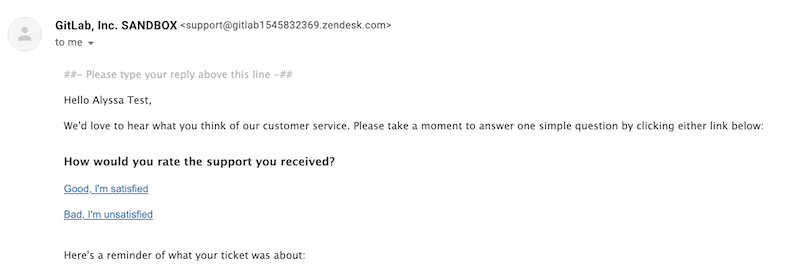 GitLab, Inc. SANDBOX <support@gitlab1545832369.zendesk.com>
to me
##- Please type your reply above this line -##
Hello Alyssa Test,
We'd love to hear what you think of our customer service. Please take a moment to answer one simple question by clicking either link below:
How would you rate the support you received?
Good, I'm satisfied
Bad, I'm unsatisfied
Here's a reminder of what your ticket was about: